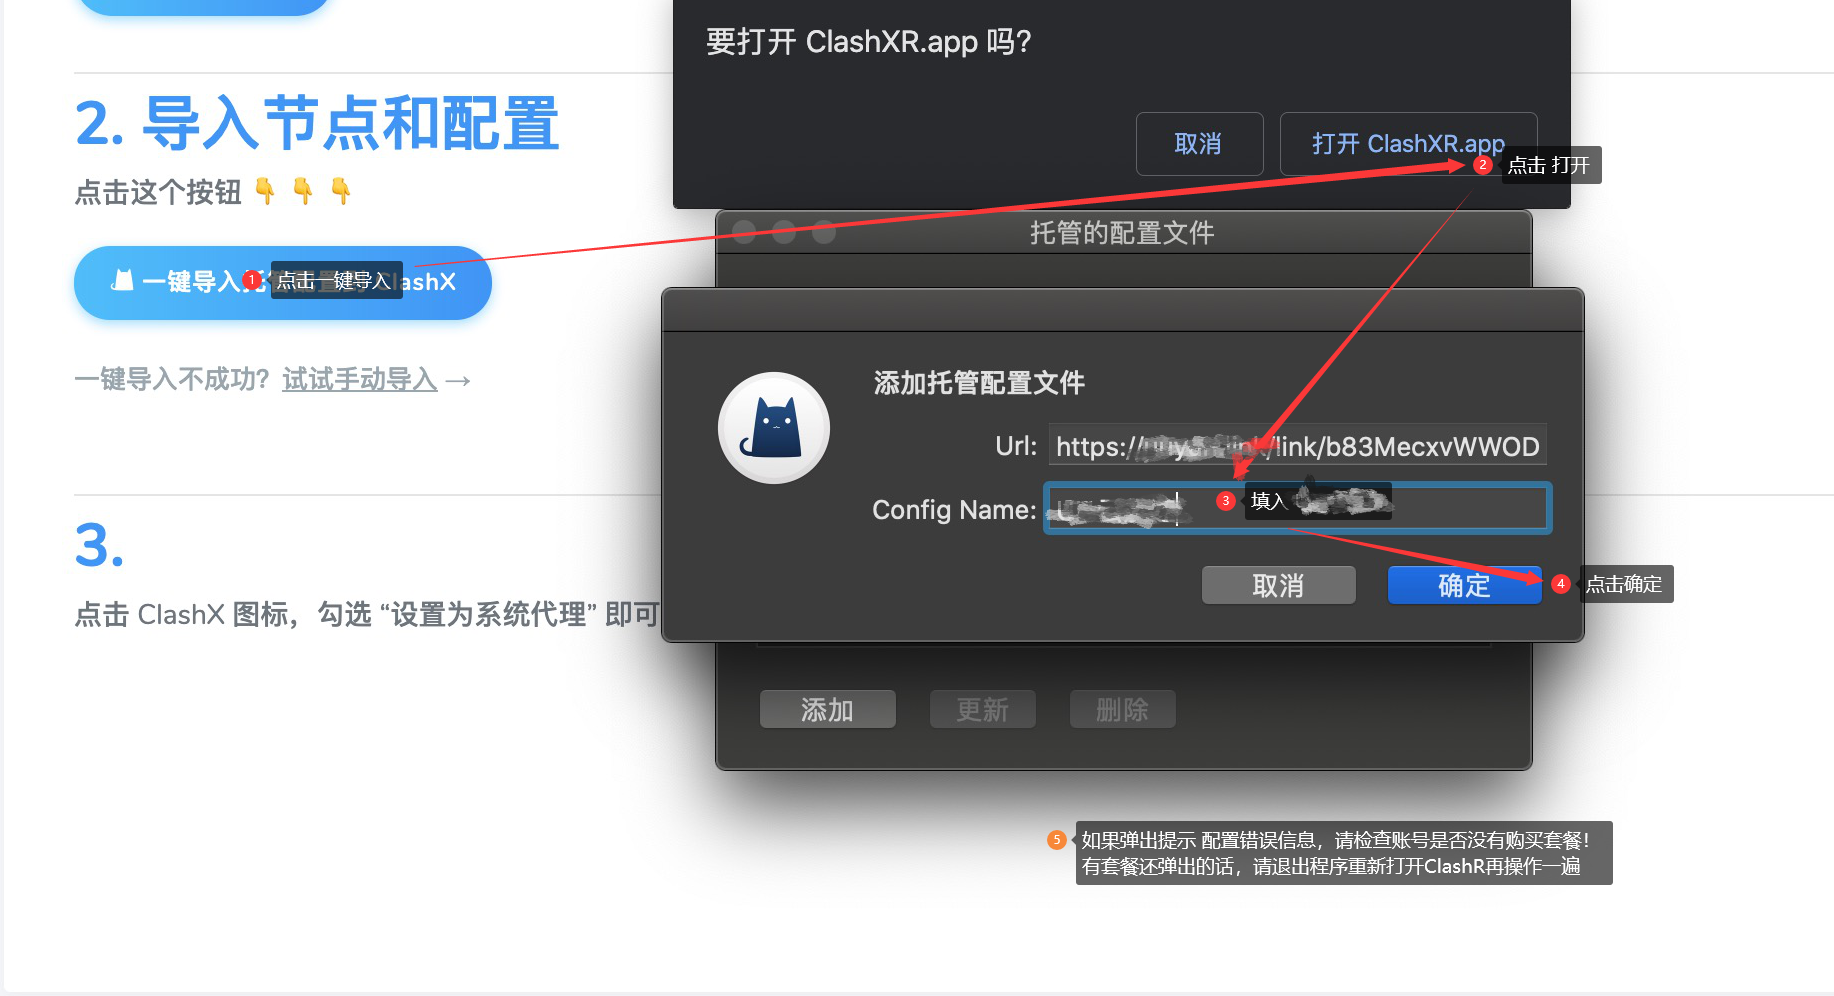 要打开 ClashXR.app 吗?
取消
打开 ClashXR.app
2
点击 打开
2. 导入节点和配置
点击这个按钮 👇 👇 👇
托管的配置文件
一键导入托管配置到 ClashX
1
点击一键导入
一键导入不成功？ 试试手动导入 →
添加托管配置文件
Url:
https://
link/b83MecxvWWOD
Config Name:
3
填入
取消
确定
4
点击确定
3.
点击 ClashX 图标，勾选 “设置为系统代理” 即可
添加
更新
删除
5
如果弹出提示 配置错误信息，请检查账号是否没有购买套餐！
有套餐还弹出的话，请退出程序重新打开ClashR再操作一遍